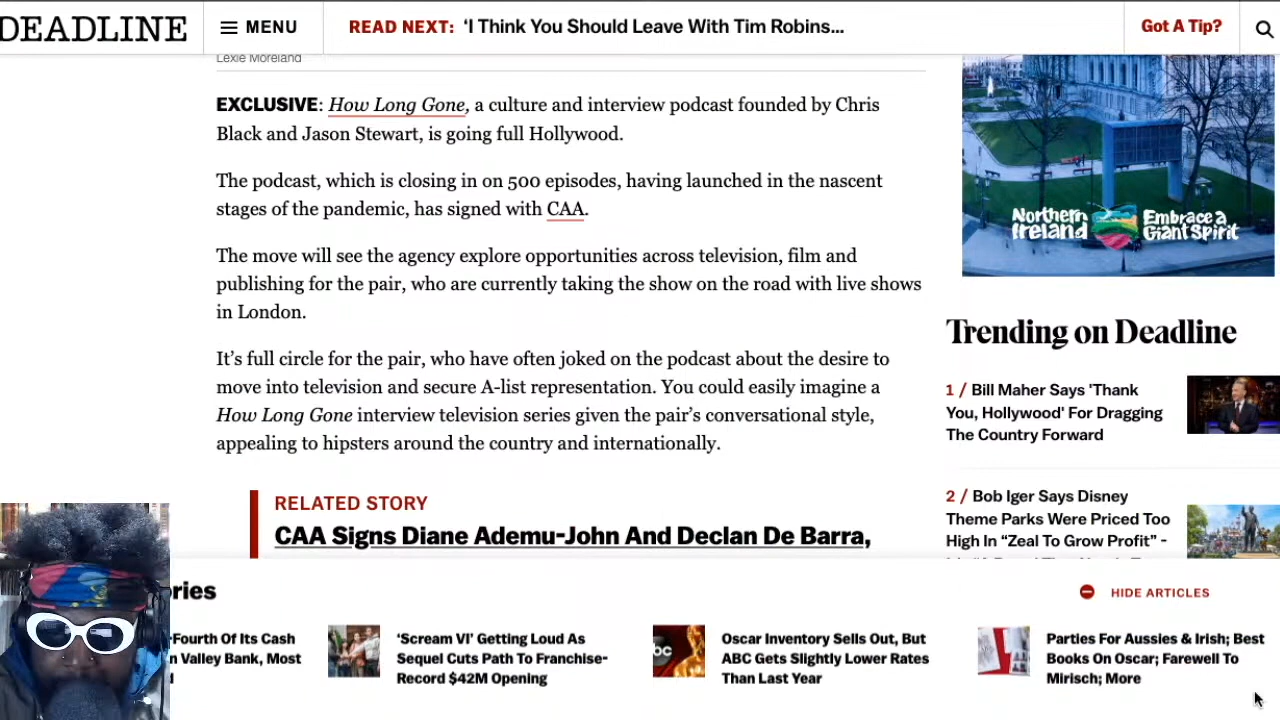 DEADLINE
MENU
READ NEXT: ‘I Think You Should Leave With Tim Robins...
Got A Tip?
Lexie Moreland
EXCLUSIVE: How Long Gone, a culture and interview podcast founded by Chris
Black and Jason Stewart, is going full Hollywood.
The podcast, which is closing in on 500 episodes, having launched in the nascent
stages of the pandemic, has signed with CAA.
The move will see the agency explore opportunities across television, film and
publishing for the pair, who are currently taking the show on the road with live shows
in London.
It’s full circle for the pair, who have often joked on the podcast about the desire to
move into television and secure A-list representation. You could easily imagine a
How Long Gone interview television series given the pair’s conversational style,
appealing to hipsters around the country and internationally.
RELATED STORY
CAA Signs Diane Ademu-John And Declan De Barra,
Northern
Ireland
Embrace a
Giant Spirit
Trending on Deadline
1 / Bill Maher Says 'Thank
You, Hollywood' For Dragging
The Country Forward
2 / Bob Iger Says Disney
Theme Parks Were Priced Too
High In “Zeal To Grow Profit” -
ries
HIDE ARTICLES
-Fourth Of Its Cash
n Valley Bank, Most
d
‘Scream VI’ Getting Loud As
Sequel Cuts Path To Franchise-
Record $42M Opening
bc
Oscar Inventory Sells Out, But
ABC Gets Slightly Lower Rates
Than Last Year
Parties For Aussies & Irish; Best
Books On Oscar; Farewell To
Mirisch; More